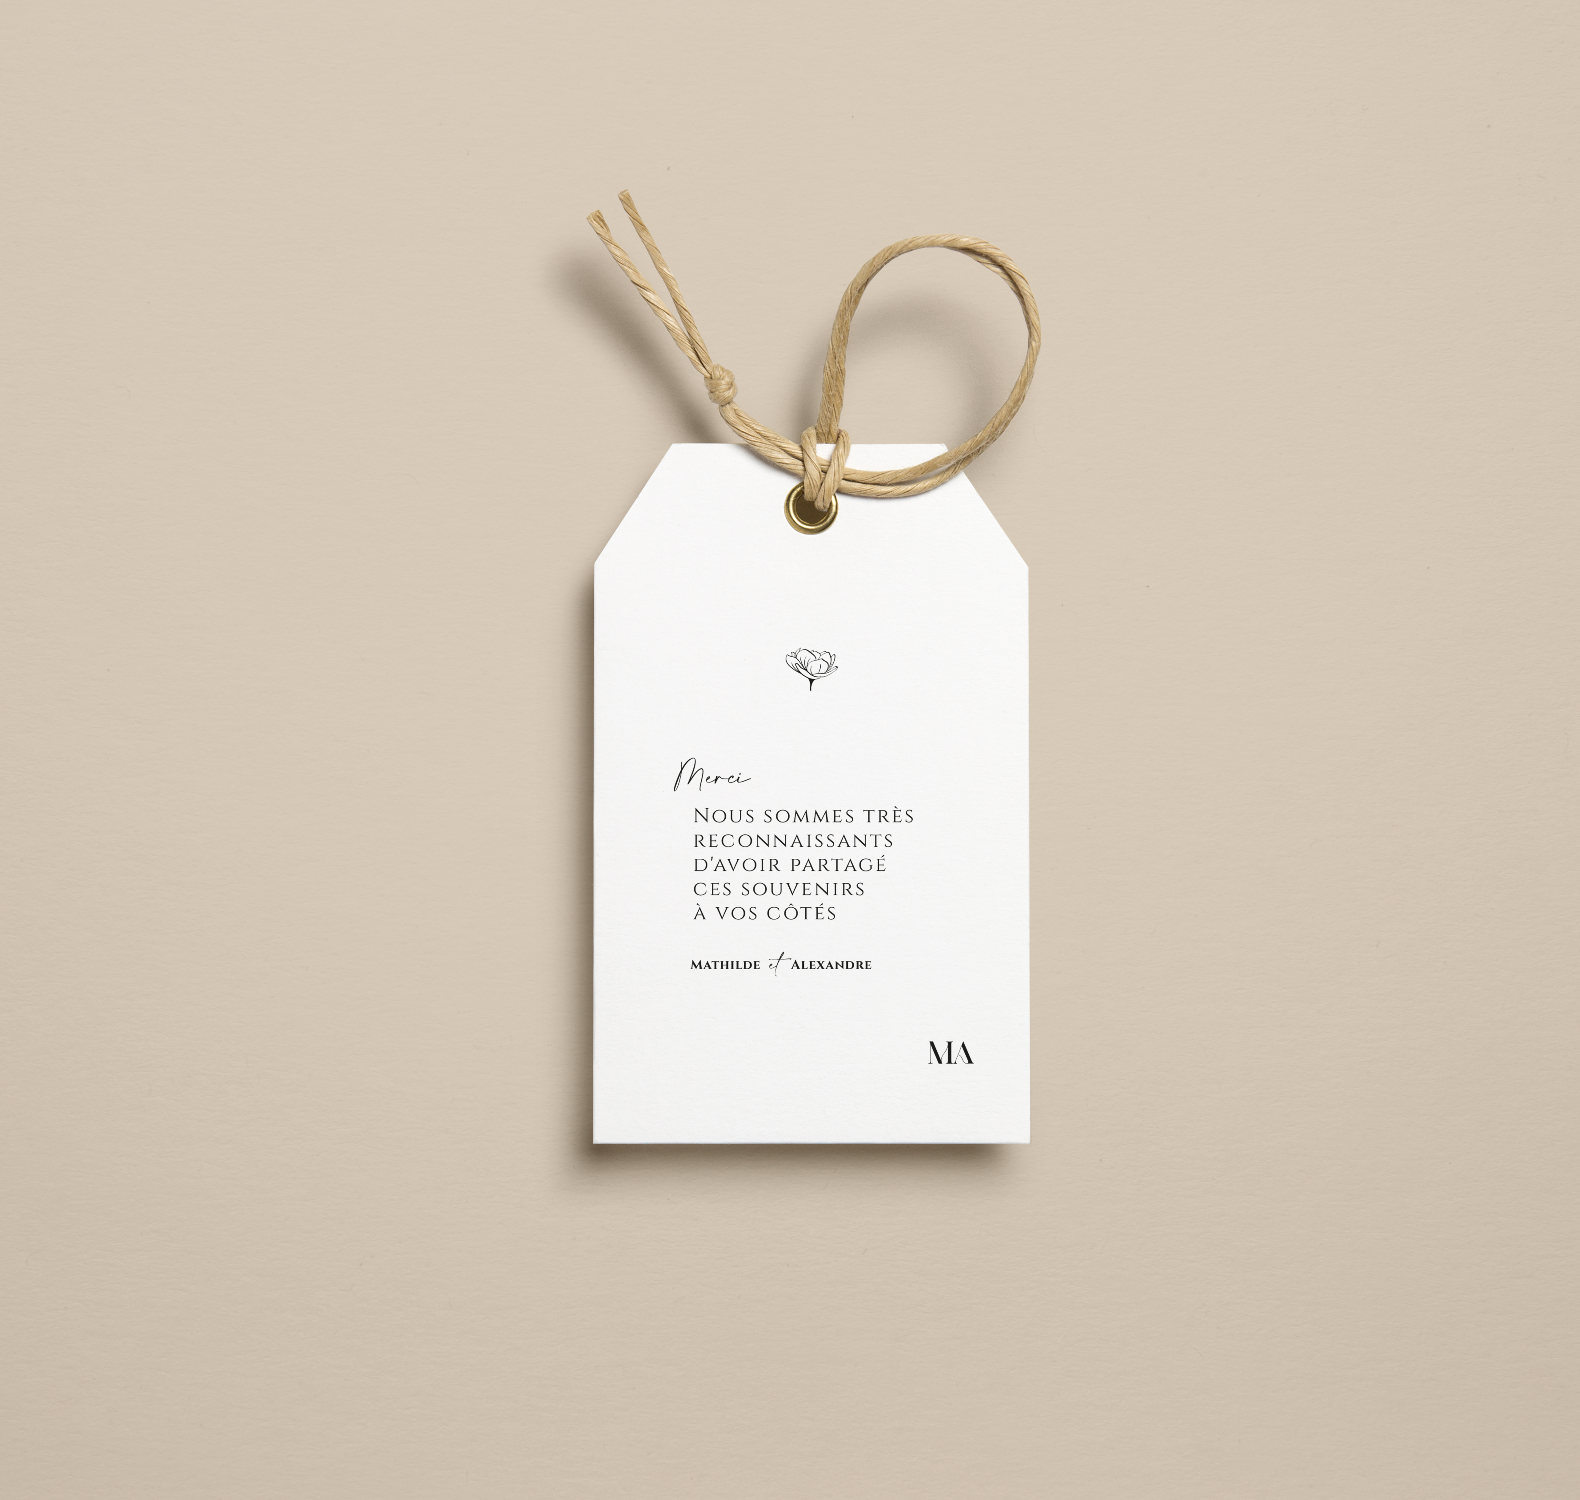 Merci
Nous sommes très
reconnaissants
d'avoir partagé
ces souvenirs
à vos côtés
Mathilde et Alexandre
MA